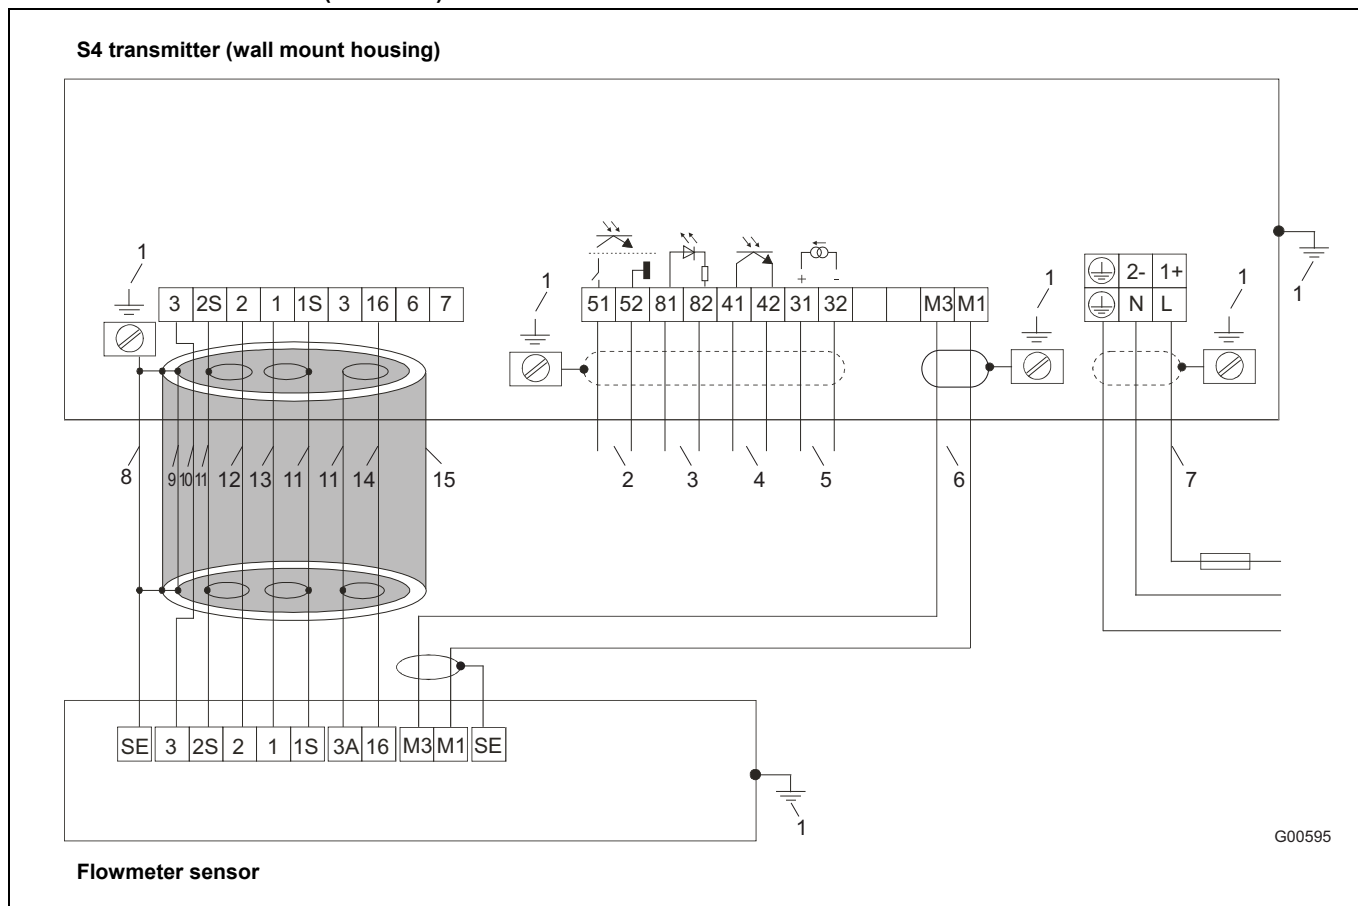 S4 transmitter (wall mount housing)
1
1
1
1
1
3 2S 2 1 1S 3 16 6 7
51 52 81 82 41 42 31 32 M3 M1
+ -
2- 1+
N L
8 9 10 11 12 13 11 11 14 15 2 3 4 5 6 7
SE 3 2S 2 1 1S 3A 16 M3 M1 SE
1
G00595
Flowmeter sensor